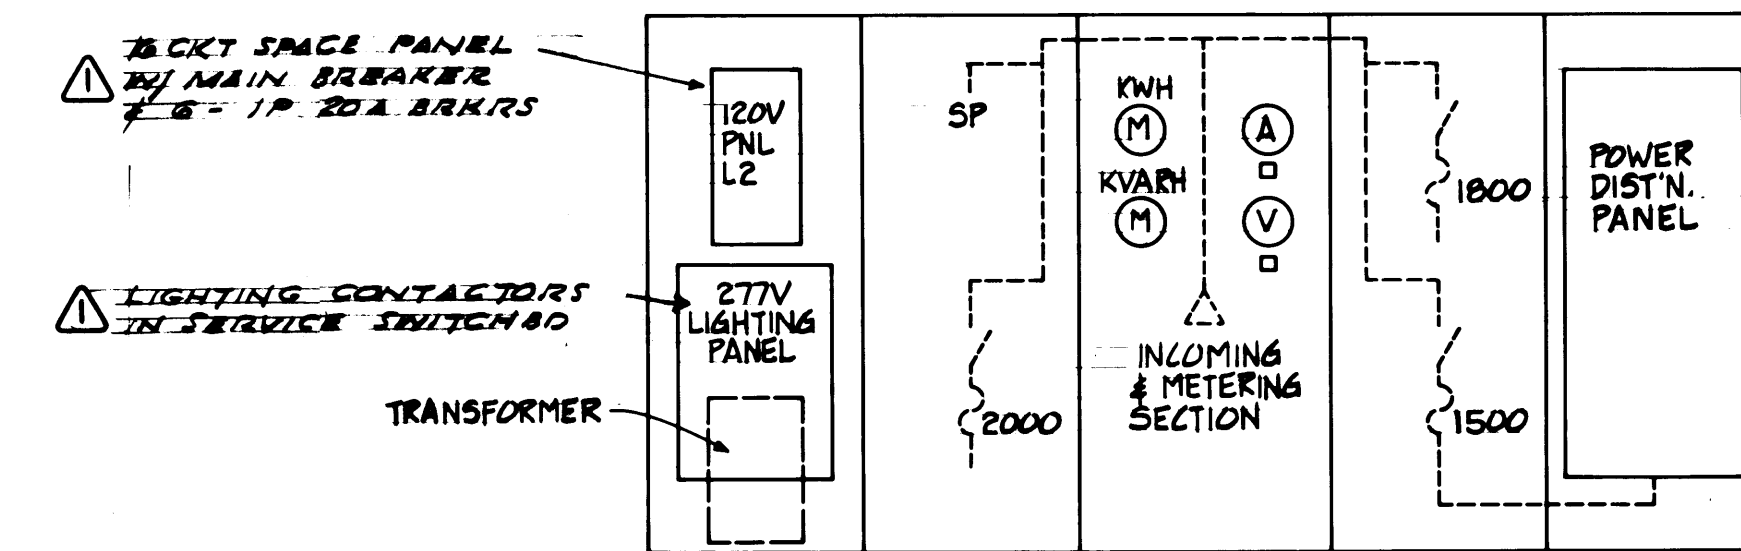 1
16 CKT SPACE PANEL
W/ MAIN BREAKER
& 6 - 1P 20A BRKRS
120V
PNL
L2
1
LIGHTING CONTACTORS
IN SERVICE SWITCHBD
277V
LIGHTING
PANEL
TRANSFORMER
SP
2000
KWH
M
KVARH
M
A
V
INCOMING
& METERING
SECTION
1800
1500
POWER
DIST'N.
PANEL